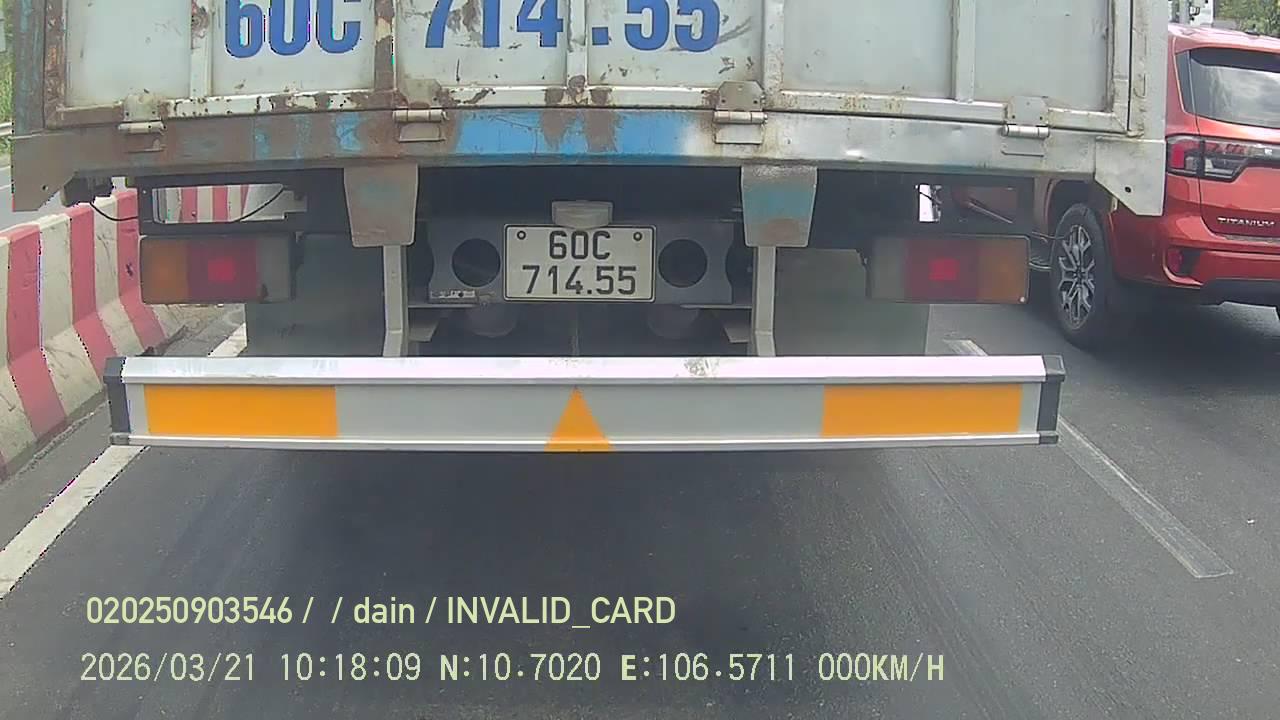 60C 714.55
60C
714.55
TITANIUM
020250903546 / / dain / INVALID_CARD
2026/03/21 10:18:09 N:10.7020 E:106.5711 000KM/H